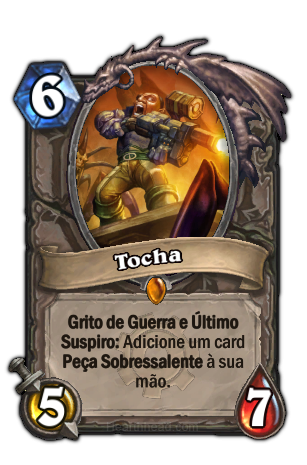 6
Tocha
Grito de Guerra e Último
Suspiro: Adicione um card
Peça Sobressalente à sua
mão.
5
7